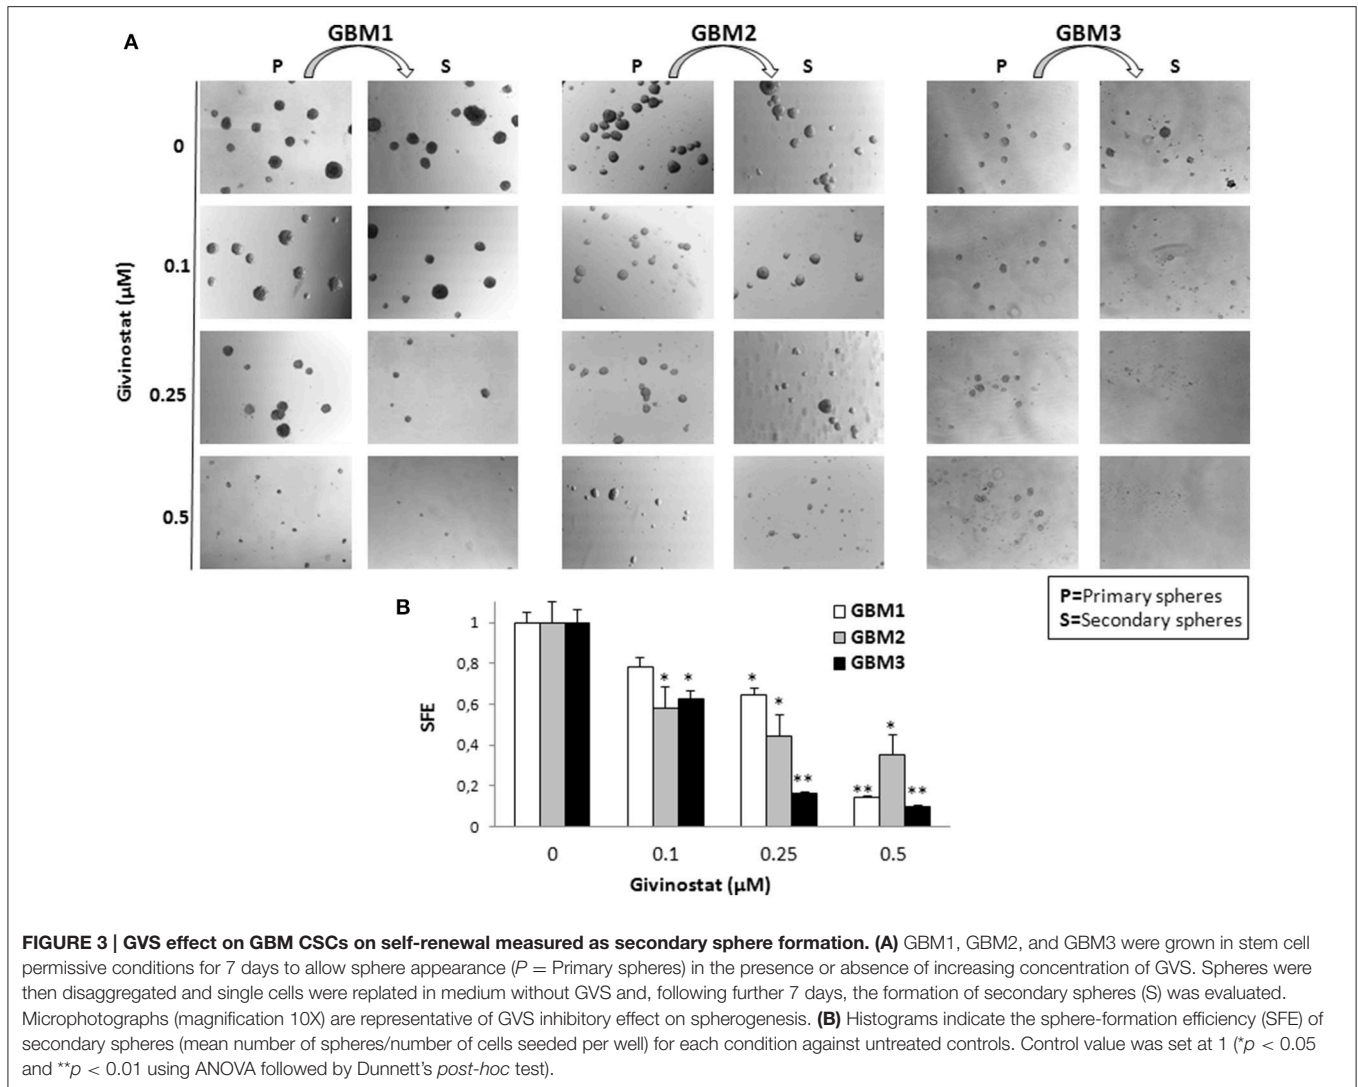 A
GBM1
GBM2
GBM3
P
S
P
S
P
S
Givinostat (µM)
0
0.1
0.25
0.5
P=Primary spheres
S=Secondary spheres
B
GBM1
GBM2
GBM3
SFE
1
0,8
0,6
0,4
0,2
0
* *
* *
**
** * **
0 0.1 0.25 0.5
Givinostat (µM)
FIGURE 3 | GVS effect on GBM CSCs on self-renewal measured as secondary sphere formation. (A) GBM1, GBM2, and GBM3 were grown in stem cell
permissive conditions for 7 days to allow sphere appearance (P = Primary spheres) in the presence or absence of increasing concentration of GVS. Spheres were
then disaggregated and single cells were replated in medium without GVS and, following further 7 days, the formation of secondary spheres (S) was evaluated.
Microphotographs (magnification 10X) are representative of GVS inhibitory effect on spherogenesis. (B) Histograms indicate the sphere-formation efficiency (SFE) of
secondary spheres (mean number of spheres/number of cells seeded per well) for each condition against untreated controls. Control value was set at 1 (*p < 0.05
and **p < 0.01 using ANOVA followed by Dunnett's post-hoc test).